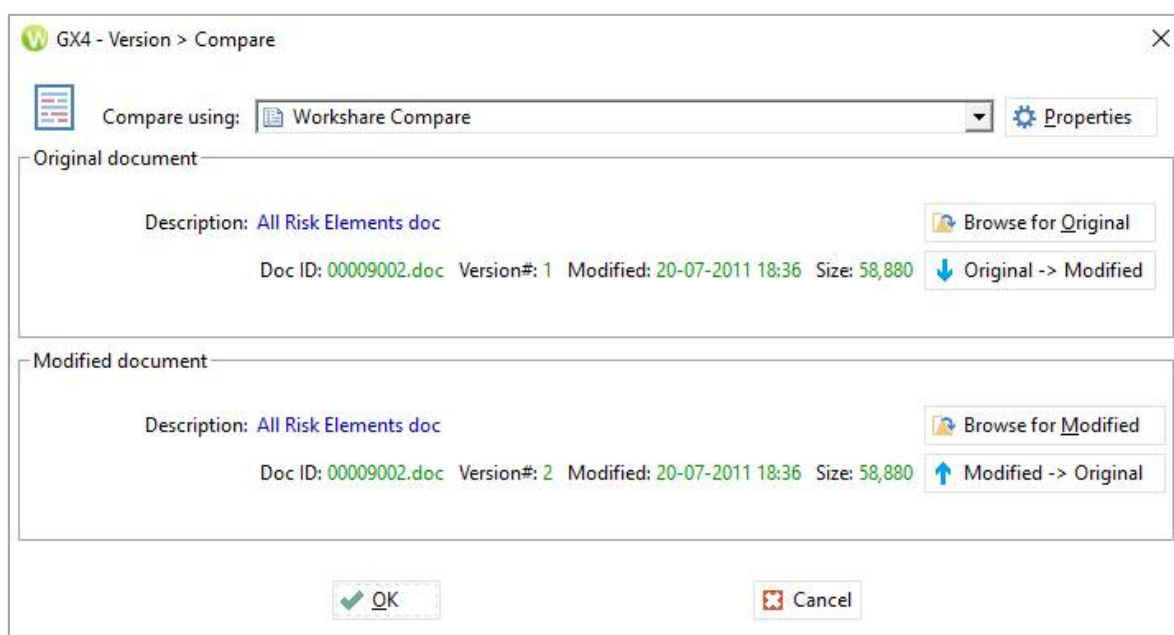 GX4 - Version > Compare
Compare using: Workshare Compare Properties
Original document
Description: All Risk Elements doc Browse for Original
Doc ID: 00009002.doc Version#: 1 Modified: 20-07-2011 18:36 Size: 58,880 Original -> Modified
Modified document
Description: All Risk Elements doc Browse for Modified
Doc ID: 00009002.doc Version#: 2 Modified: 20-07-2011 18:36 Size: 58,880 Modified -> Original
OK Cancel